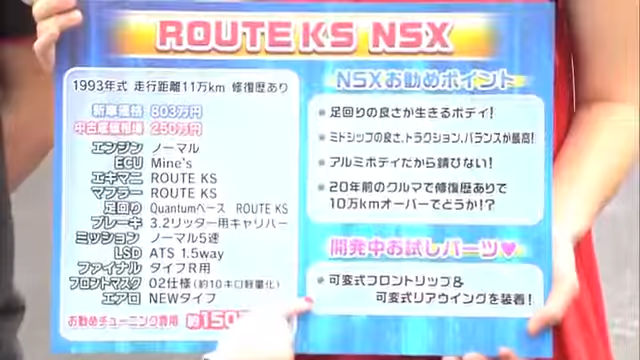 ROUTE KS NSX
1993年式 走行距離11万km 修復歴あり
新車価格 803万円
中古車価相場 250万円
エンジン ノーマル
ECU Mine's
エキマニ ROUTE KS
マフラー ROUTE KS
足回り Quantumベース ROUTE KS
ブレーキ 3.2リッター用キャリパー
ミッション ノーマル5速
LSD ATS 1.5way
ファイナル タイプR用
フロントマスク 02仕様(約10キロ軽量化)
エアロ NEWタイプ
お勧めチューニング費用 約150
NSXお勧めポイント
● 足回りの良さが生きるボディ!
● ミドシップの良さ、トラクション、バランスが最高!
● アルミボディだから錆びない!
● 20年前のクルマで修復歴ありで
10万kmオーバーでどうか!?
開発中お試しパーツ♥
● 可変式フロントリップ&
可変式リアウイングを装着!